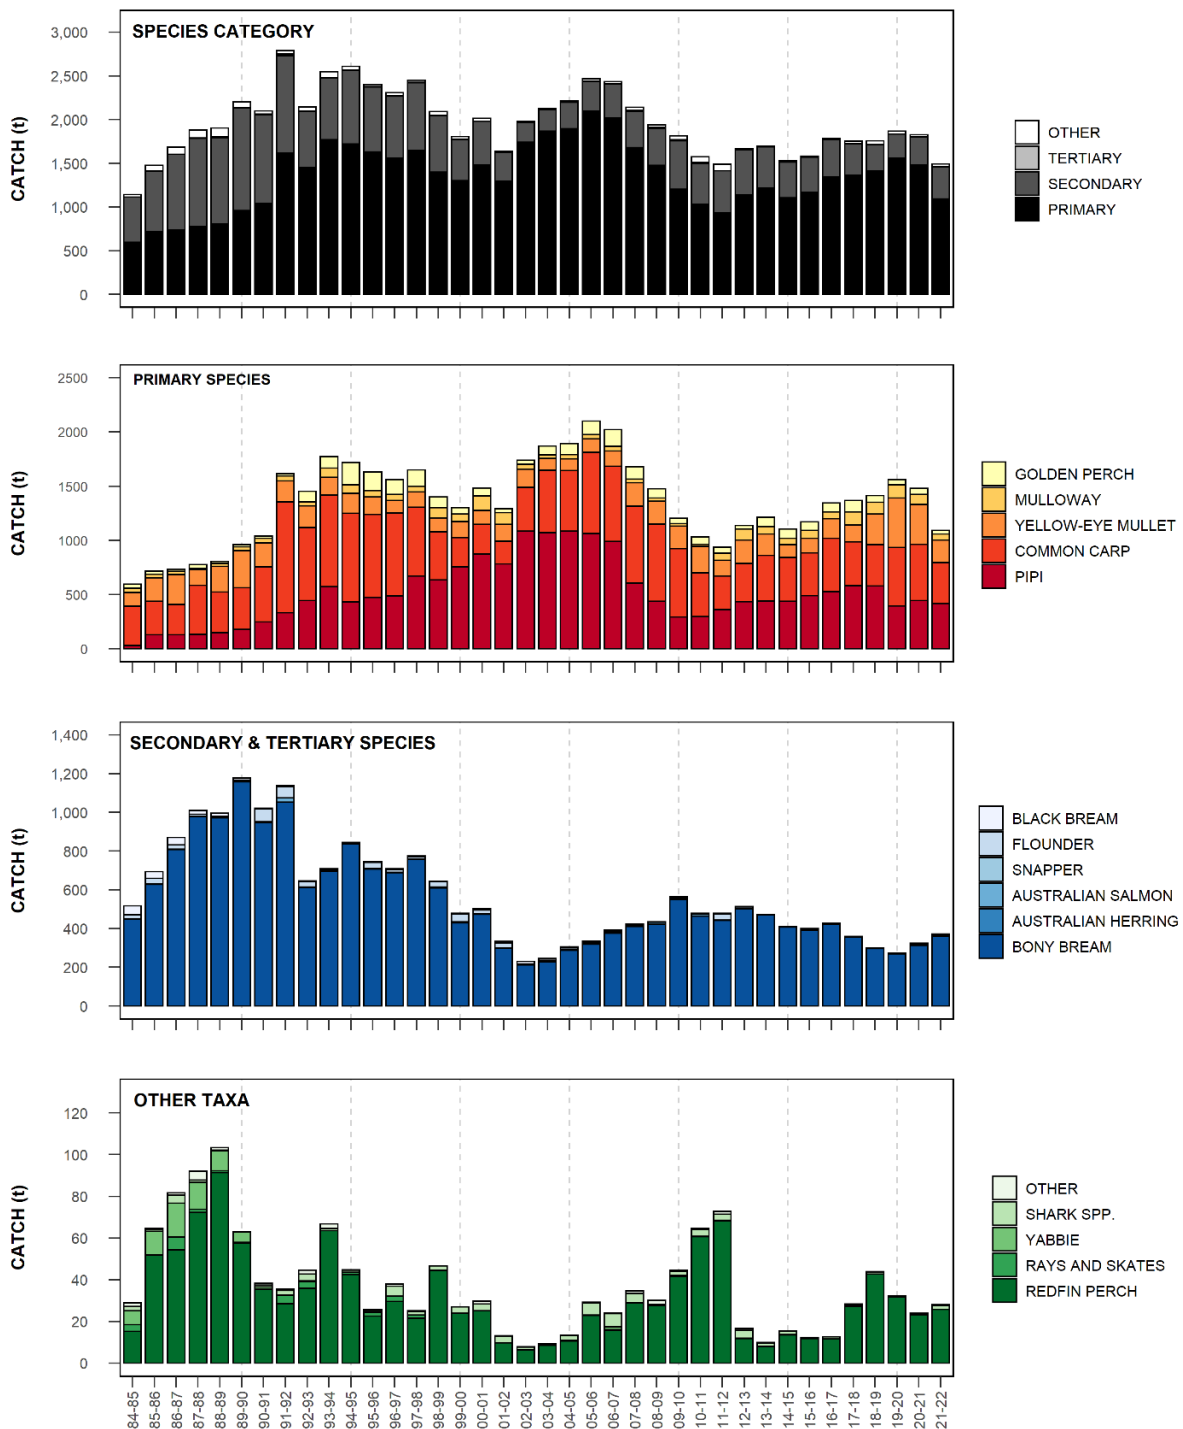 SPECIES CATEGORY
CATCH (t)
3,000
2,500
2,000
1,500
1,000
500
0
OTHER
TERTIARY
SECONDARY
PRIMARY
PRIMARY SPECIES
2500
2000
1500
1000
500
0
GOLDEN PERCH
MULLOWAY
YELLOW-EYE MULLET
COMMON CARP
PIPI
SECONDARY & TERTIARY SPECIES
CATCH (t)
1,400
1,200
1,000
800
600
400
200
0
BLACK BREAM
FLOUNDER
SNAPPER
AUSTRALIAN SALMON
AUSTRALIAN HERRING
BONY BREAM
OTHER TAXA
CATCH (t)
120
100
80
60
40
20
0
OTHER
SHARK SPP.
YABBIE
RAYS AND SKATES
REDFIN PERCH
84-85
85-86
86-87
87-88
88-89
89-90
90-91
91-92
92-93
93-94
94-95
95-96
96-97
97-98
98-99
99-00
00-01
01-02
02-03
03-04
04-05
05-06
06-07
07-08
08-09
09-10
10-11
11-12
12-13
13-14
14-15
15-16
16-17
17-18
18-19
19-20
20-21
21-22